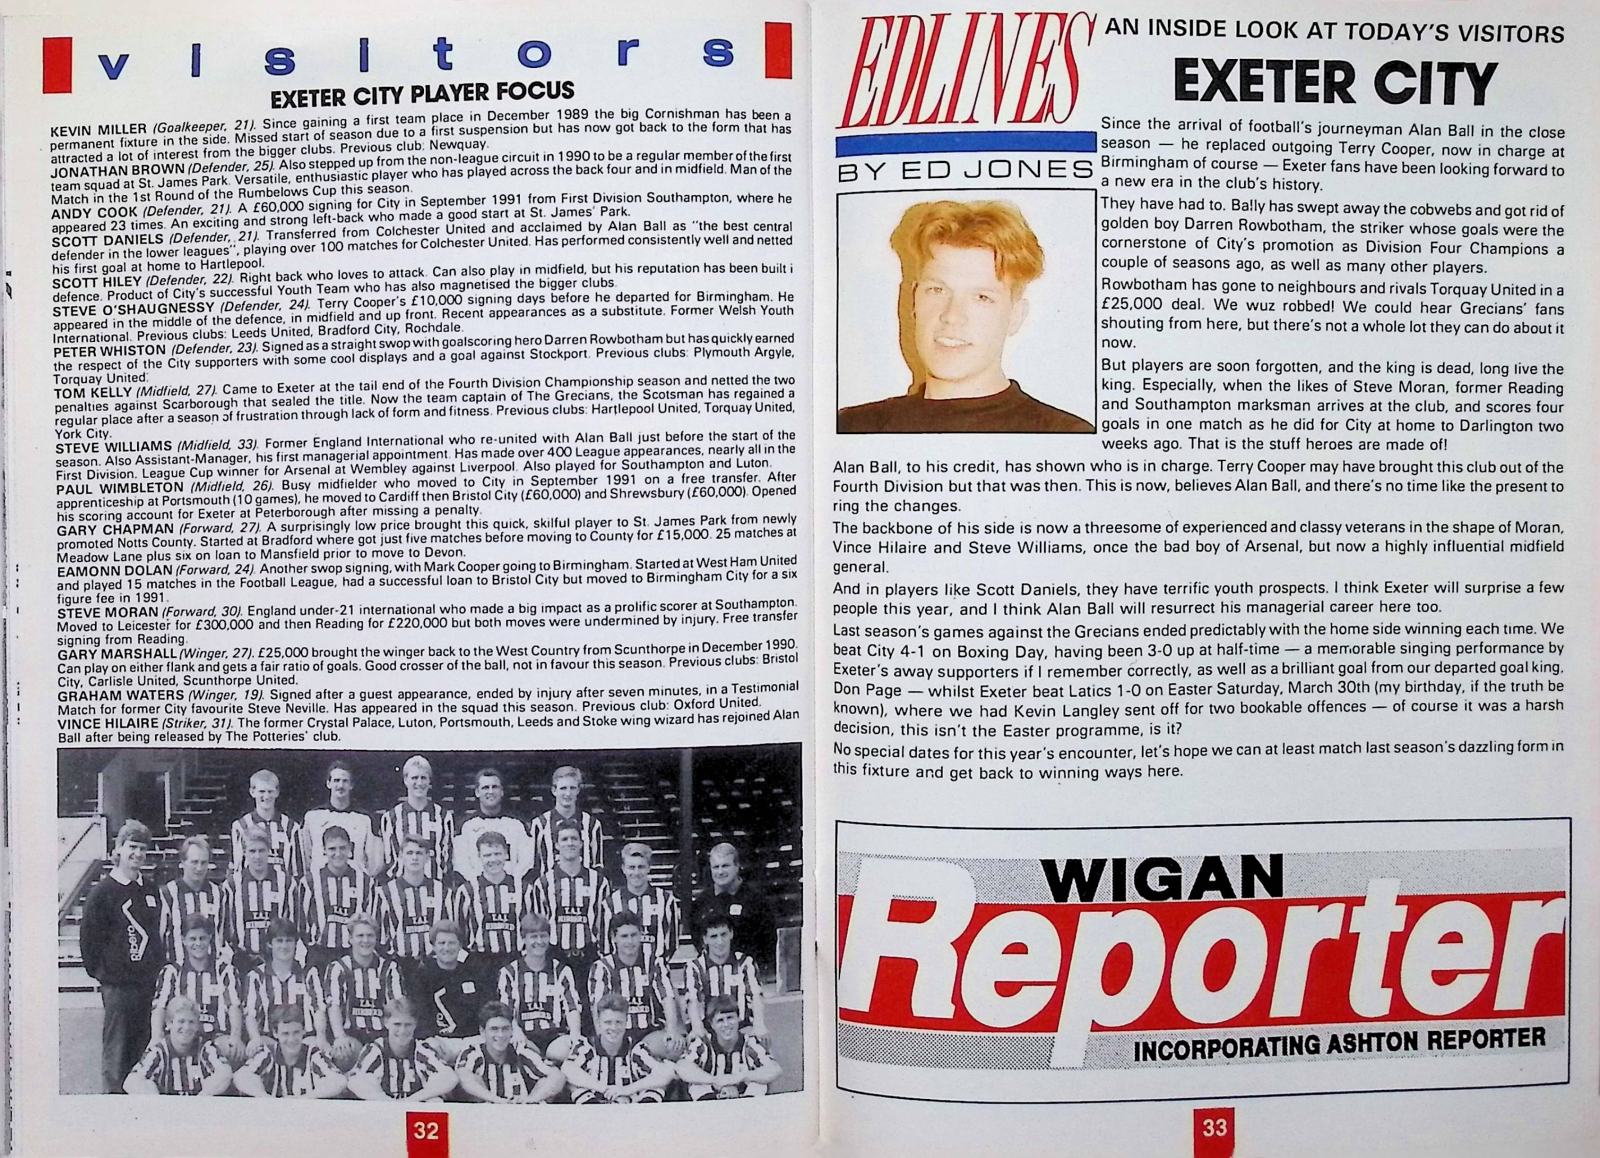 visitors
EXETER CITY PLAYER FOCUS
KEVIN MILLER (Goalkeeper, 21). Since gaining a first team place in December 1989 the big Cornishman has been a
permanent fixture in the side. Missed start of season due to a first suspension but has now got back to the form that has
attracted a lot of interest from the bigger clubs. Previous club: Newquay.
JONATHAN BROWN (Defender, 25). Also stepped up from the non-league circuit in 1990 to be a regular member of the first
team squad at St. James Park. Versatile, enthusiastic player who has played across the back four and in midfield. Man of the
Match in the 1st Round of the Rumbelows Cup this season.
ANDY COOK (Defender, 21). A £60,000 signing for City in September 1991 from First Division Southampton, where he
appeared 23 times. An exciting and strong left-back who made a good start at St. James' Park.
SCOTT DANIELS (Defender, 21). Transferred from Colchester United and acclaimed by Alan Ball as "the best central
defender in the lower leagues", playing over 100 matches for Colchester United. Has performed consistently well and netted
his first goal at home to Hartlepool.
SCOTT HILEY (Defender, 22). Right back who loves to attack. Can also play in midfield, but his reputation has been built i
defence. Product of City's successful Youth Team who has also magnetised the bigger clubs.
STEVE O'SHAUGNESSY (Defender, 24). Terry Cooper's £10,000 signing days before he departed for Birmingham. He
appeared in the middle of the defence, in midfield and up front. Recent appearances as a substitute. Former Welsh Youth
International. Previous clubs: Leeds United, Bradford City, Rochdale.
PETER WHISTON (Defender, 23). Signed as a straight swop with goalscoring hero Darren Rowbotham but has quickly earned
the respect of the City supporters with some cool displays and a goal against Stockport. Previous clubs: Plymouth Argyle,
Torquay United.
TOM KELLY (Midfield, 27). Came to Exeter at the tail end of the Fourth Division Championship season and netted the two
penalties against Scarborough that sealed the title. Now the team captain of The Grecians, the Scotsman has regained a
regular place after a season of frustration through lack of form and fitness. Previous clubs: Hartlepool United, Torquay United,
York City.
STEVE WILLIAMS (Midfield, 33). Former England International who re-united with Alan Ball just before the start of the
season. Also Assistant-Manager, his first managerial appointment. Has made over 400 League appearances, nearly all in the
First Division. League Cup winner for Arsenal at Wembley against Liverpool. Also played for Southampton and Luton.
PAUL WIMBLETON (Midfield, 26). Busy midfielder who moved to City in September 1991 on a free transfer. After
apprenticeship at Portsmouth (10 games), he moved to Cardiff then Bristol City (£60,000) and Shrewsbury (£60,000). Opened
his scoring account for Exeter at Peterborough after missing a penalty.
GARY CHAPMAN (Forward, 27). A surprisingly low price brought this quick, skilful player to St. James Park from newly
promoted Notts County. Started at Bradford where got just five matches before moving to County for £15,000. 25 matches at
Meadow Lane plus six on loan to Mansfield prior to move to Devon.
EAMONN DOLAN (Forward, 24). Another swop signing, with Mark Cooper going to Birmingham. Started at West Ham United
and played 15 matches in the Football League, had a successful loan to Bristol City but moved to Birmingham City for a six
figure fee in 1991.
STEVE MORAN (Forward, 30). England under-21 international who made a big impact as a prolific scorer at Southampton.
Moved to Leicester for £300,000 and then Reading for £220,000 but both moves were undermined by injury. Free transfer
signing from Reading.
GARY MARSHALL (Winger, 27). £25,000 brought the winger back to the West Country from Scunthorpe in December 1990.
Can play on either flank and gets a fair ratio of goals. Good crosser of the ball, not in favour this season. Previous clubs: Bristol
City, Carlisle United, Scunthorpe United.
GRAHAM WATERS (Winger, 19). Signed after a guest appearance, ended by injury after seven minutes, in a Testimonial
Match for former City favourite Steve Neville. Has appeared in the squad this season. Previous club: Oxford United.
VINCE HILAIRE (Striker, 31). The former Crystal Palace, Luton, Portsmouth, Leeds and Stoke wing wizard has rejoined Alan
Ball after being released by The Potteries' club.
32
EDLINES
BY ED JONES
AN INSIDE LOOK AT TODAY'S VISITORS
EXETER CITY
Since the arrival of football's journeyman Alan Ball in the close
season — he replaced outgoing Terry Cooper, now in charge at
Birmingham of course — Exeter fans have been looking forward to
a new era in the club's history.
They have had to. Bally has swept away the cobwebs and got rid of
golden boy Darren Rowbotham, the striker whose goals were the
cornerstone of City's promotion as Division Four Champions a
couple of seasons ago, as well as many other players.
Rowbotham has gone to neighbours and rivals Torquay United in a
£25,000 deal. We wuz robbed! We could hear Grecians' fans
shouting from here, but there's not a whole lot they can do about it
now.
But players are soon forgotten, and the king is dead, long live the
king. Especially, when the likes of Steve Moran, former Reading
and Southampton marksman arrives at the club, and scores four
goals in one match as he did for City at home to Darlington two
weeks ago. That is the stuff heroes are made of!
Alan Ball, to his credit, has shown who is in charge. Terry Cooper may have brought this club out of the
Fourth Division but that was then. This is now, believes Alan Ball, and there's no time like the present to
ring the changes.
The backbone of his side is now a threesome of experienced and classy veterans in the shape of Moran,
Vince Hilaire and Steve Williams, once the bad boy of Arsenal, but now a highly influential midfield
general.
And in players like Scott Daniels, they have terrific youth prospects. I think Exeter will surprise a few
people this year, and I think Alan Ball will resurrect his managerial career here too.
Last season's games against the Grecians ended predictably with the home side winning each time. We
beat City 4-1 on Boxing Day, having been 3-0 up at half-time — a memorable singing performance by
Exeter's away supporters if I remember correctly, as well as a brilliant goal from our departed goal king,
Don Page — whilst Exeter beat Latics 1-0 on Easter Saturday, March 30th (my birthday, if the truth be
known), where we had Kevin Langley sent off for two bookable offences — of course it was a harsh
decision, this isn't the Easter programme, is it?
No special dates for this year's encounter, let's hope we can at least match last season's dazzling form in
this fixture and get back to winning ways here.
WIGAN
Reporter
INCORPORATING ASHTON REPORTER
33